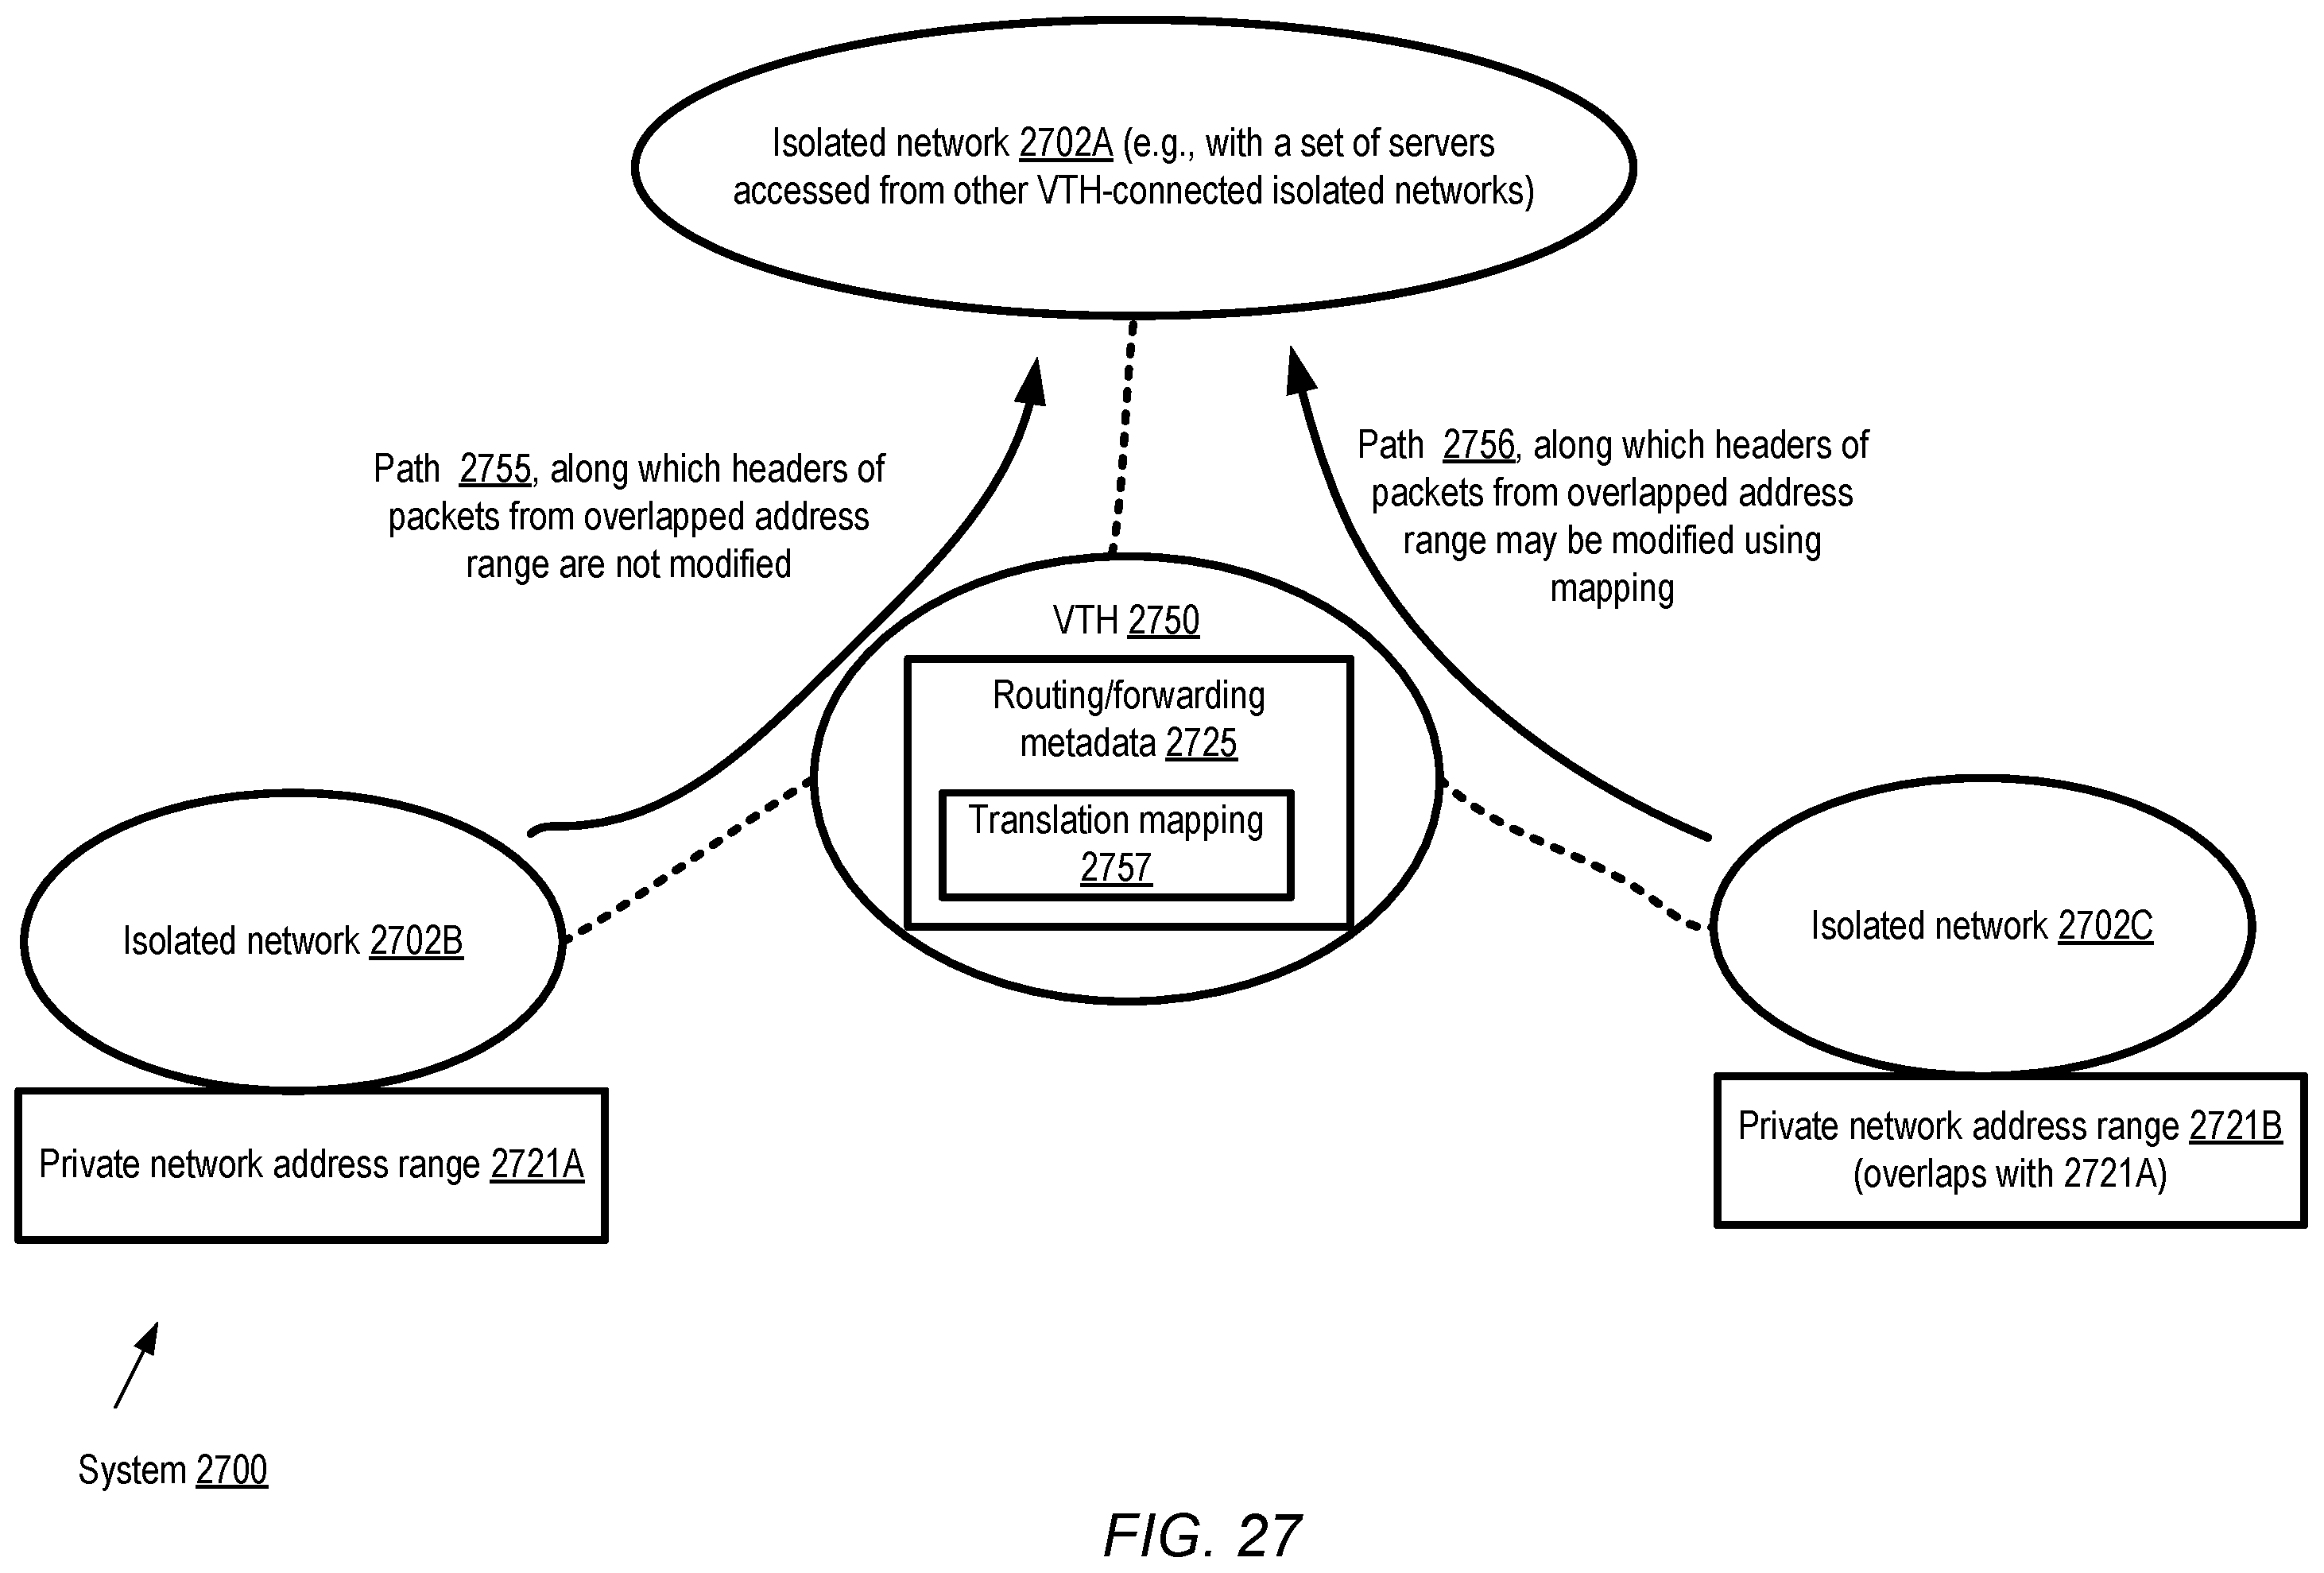 Isolated network 2702A (e.g., with a set of servers
accessed from other VTH-connected isolated networks)
Path 2755, along which headers of
packets from overlapped address
range are not modified
Path 2756, along which headers of
packets from overlapped address
range may be modified using
mapping
VTH 2750
Routing/forwarding
metadata 2725
Translation mapping
2757
Isolated network 2702B
Isolated network 2702C
Private network address range 2721A
Private network address range 2721B
(overlaps with 2721A)
System 2700
FIG. 27